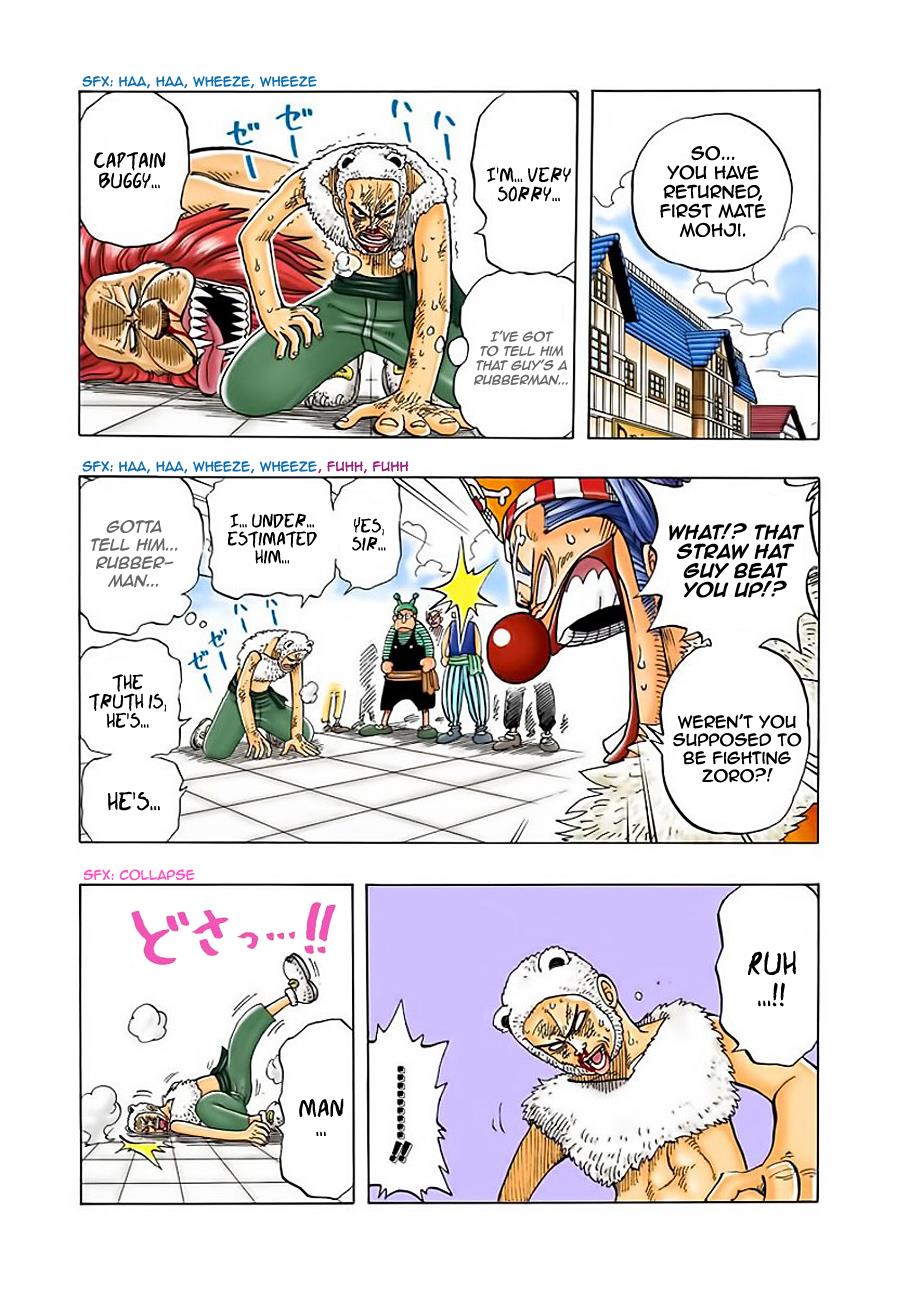 SFX: HAA, HAA, WHEEZE, WHEEZE
SO...
YOU HAVE
RETURNED,
FIRST MATE
MOHJI.
I'M... VERY
SORRY...
ハー
ハー
ゼー
ゼー
I'VE GOT
TO TELL HIM
THAT GUY'S A
RUBBERMAN...
CAPTAIN
BUGGY...
SFX: HAA, HAA, WHEEZE, WHEEZE, FUHH, FUHH
WHAT!? THAT
STRAW HAT
GUY BEAT
YOU UP!?
WEREN'T YOU
SUPPOSED TO
BE FIGHTING
ZORO?!
YES,
SIR...
I... UNDER...
ESTIMATED
HIM...
GOTTA
TELL HIM...
RUBBER-
MAN...
ハー
ハー
ゼー
ゼー
THE
TRUTH IS,
HE'S...
HE'S...
SFX: COLLAPSE
RUH
...!!
..........!!
どさっ…!!
MAN
...